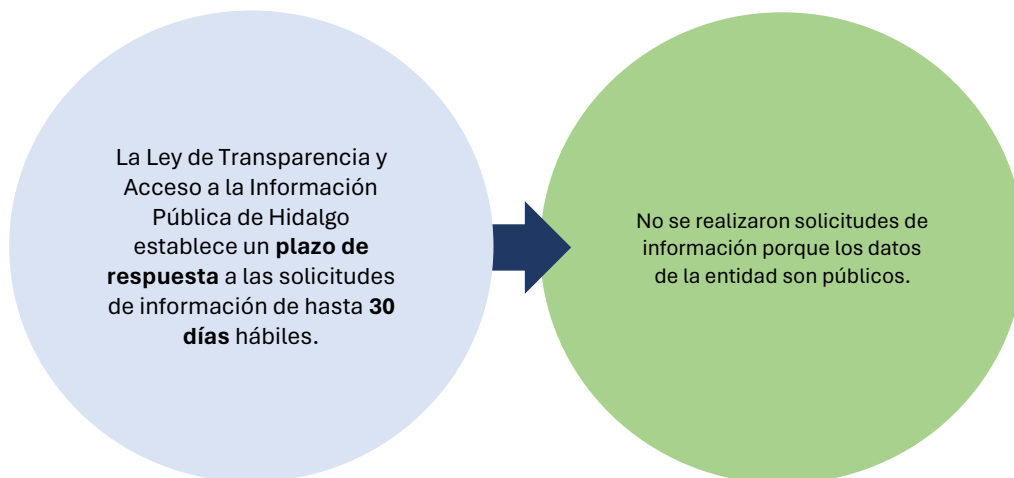 La Ley de Transparencia y
Acceso a la Información
Pública de Hidalgo
establece un plazo de
respuesta a las solicitudes
de información de hasta 30
días hábiles.
No se realizaron solicitudes de
información porque los datos
de la entidad son públicos.